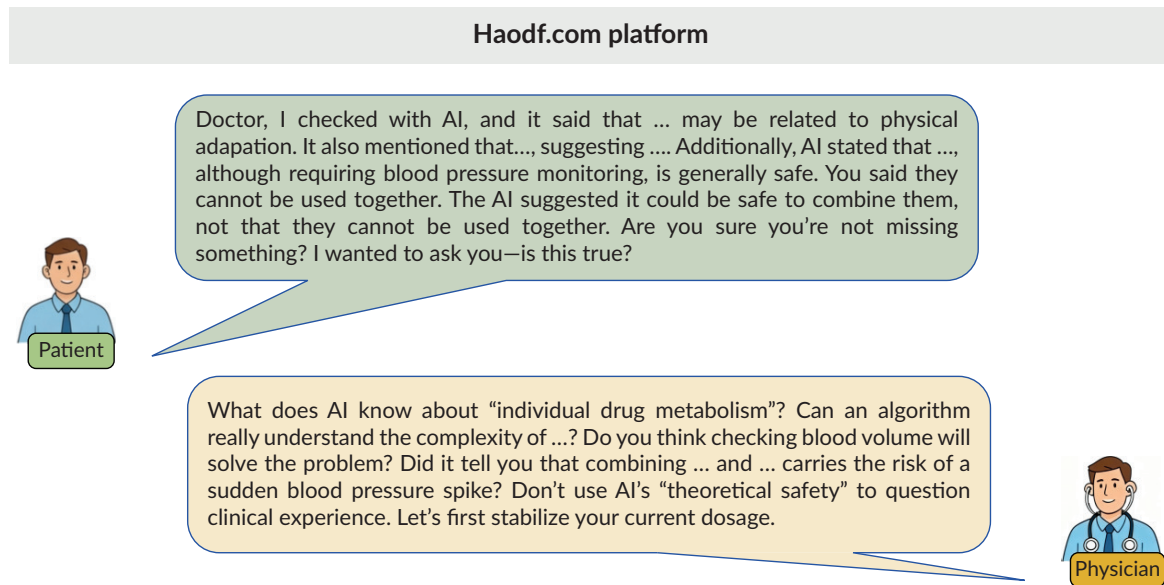 Haodf.com platform
Doctor, I checked with AI, and it said that ... may be related to physical
adapation. It also mentioned that..., suggesting .... Additionally, AI stated that ...,
although requiring blood pressure monitoring, is generally safe. You said they
cannot be used together. The AI suggested it could be safe to combine them,
not that they cannot be used together. Are you sure you’re not missing
something? I wanted to ask you—is this true?
Patient
What does AI know about “individual drug metabolism”? Can an algorithm
really understand the complexity of ...? Do you think checking blood volume will
solve the problem? Did it tell you that combining ... and ... carries the risk of a
sudden blood pressure spike? Don’t use AI’s “theoretical safety” to question
clinical experience. Let’s first stabilize your current dosage.
Physician